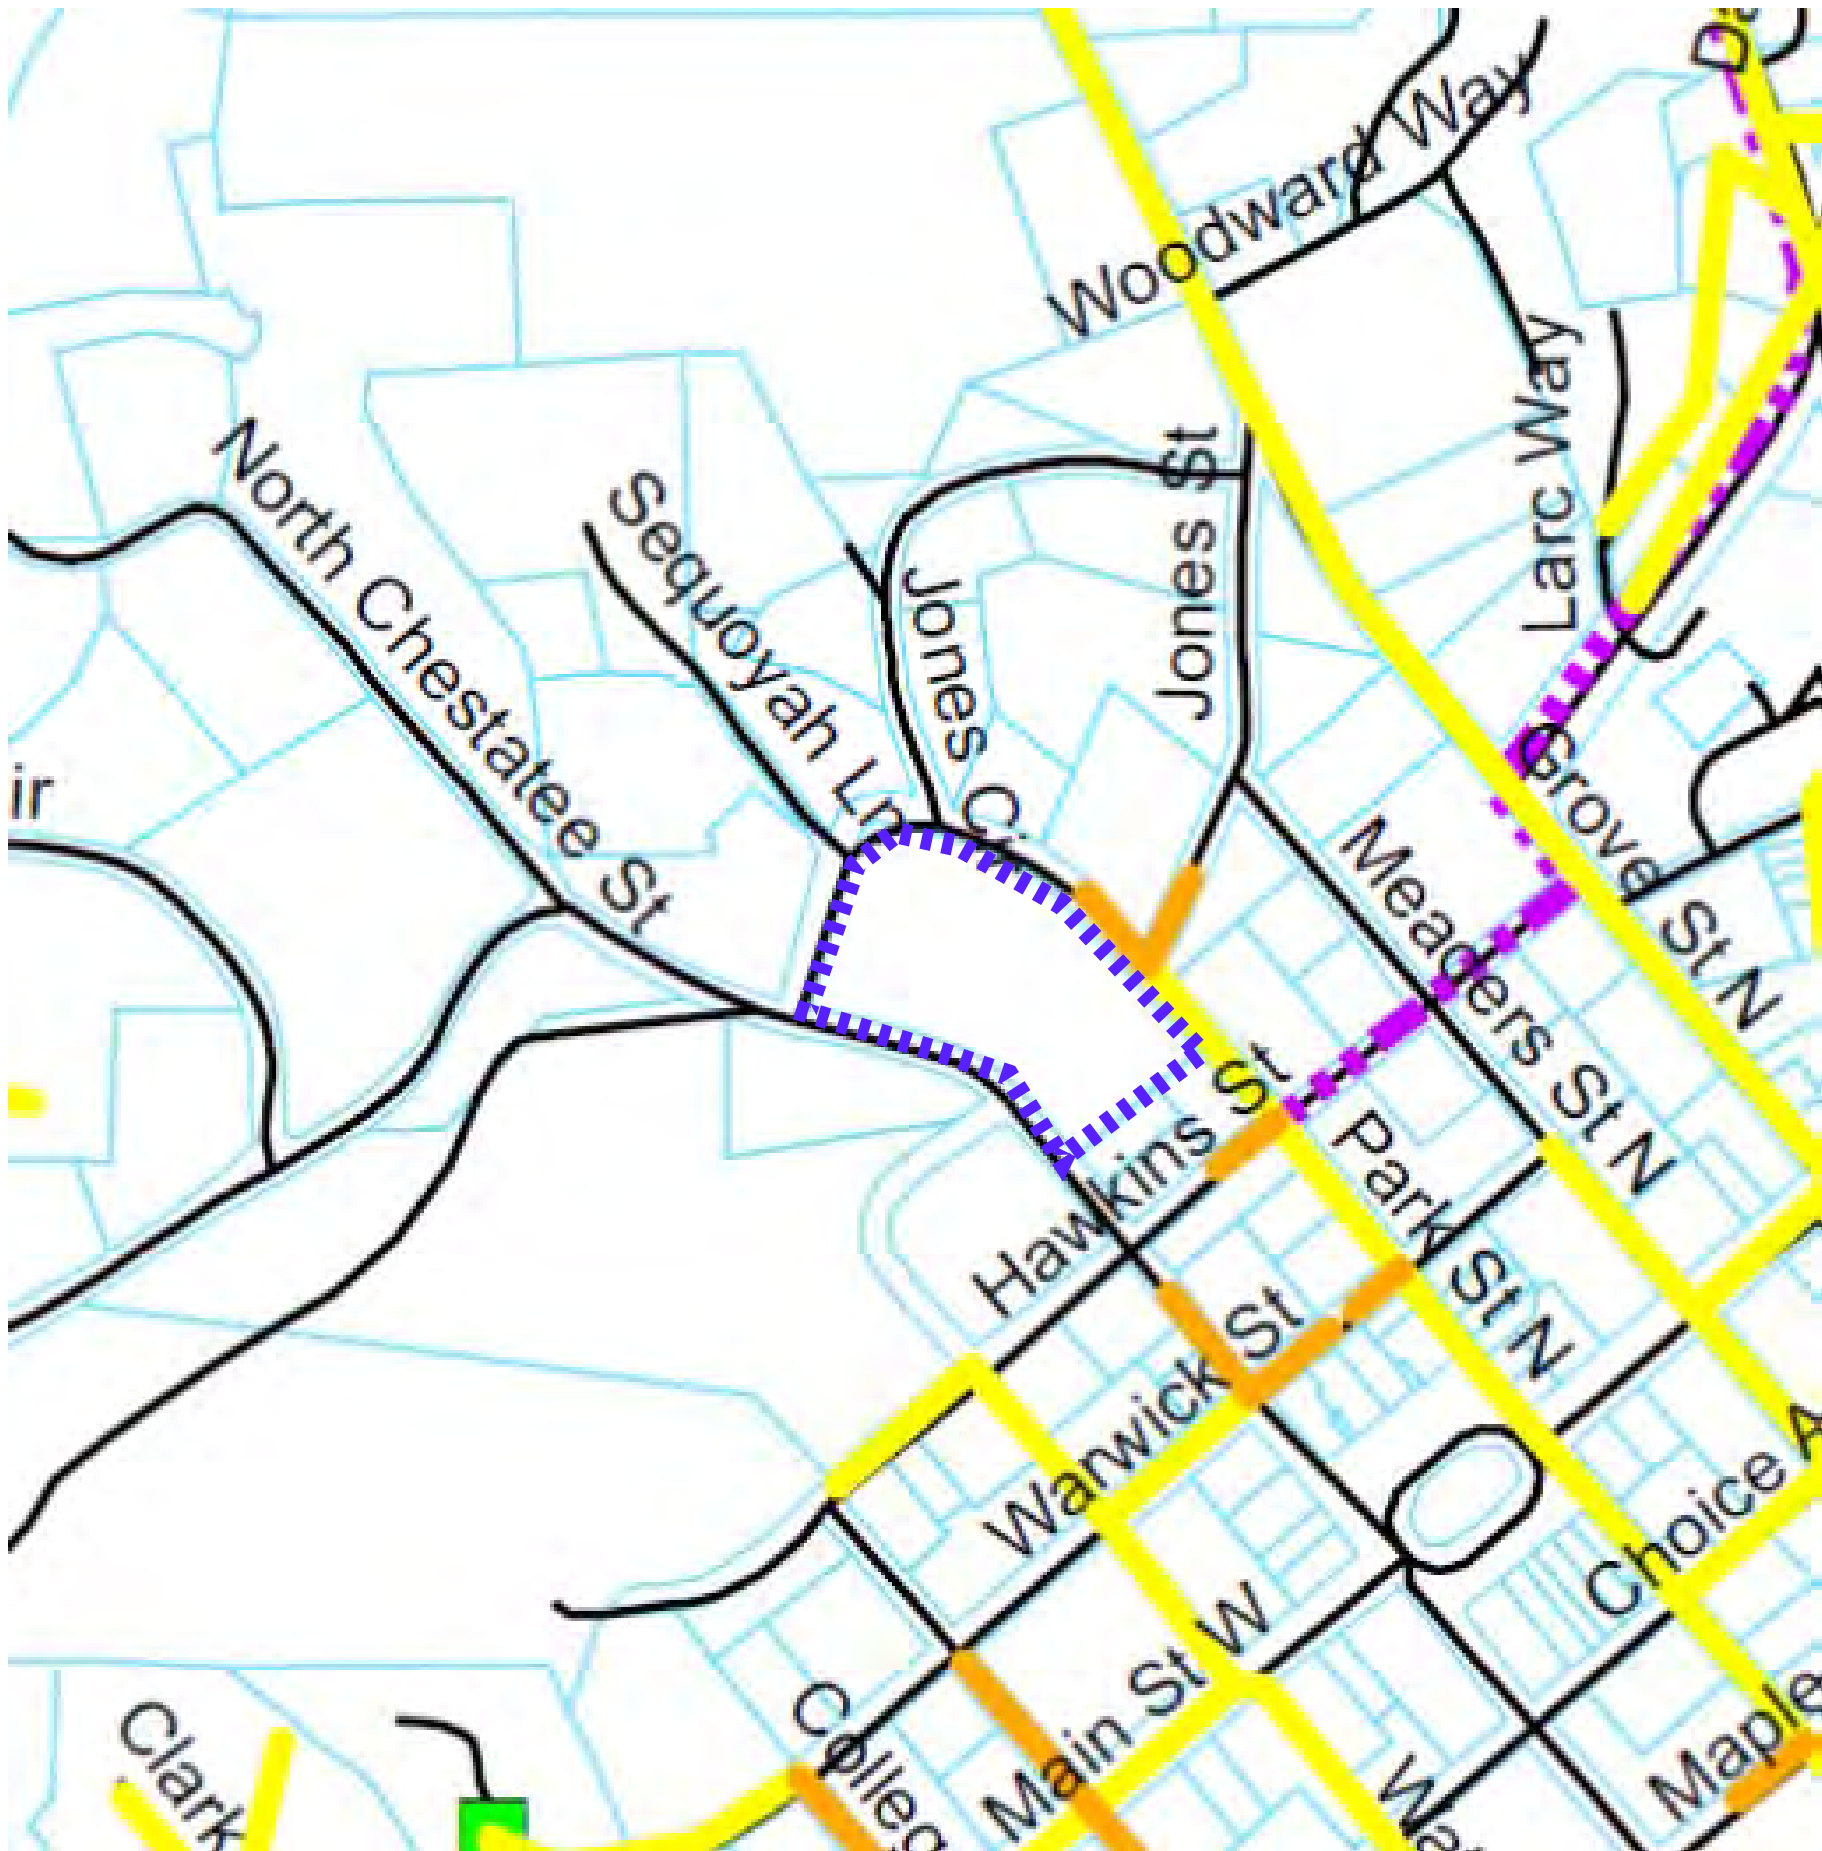 Woodward Way
Larc Way
North Chestatee St
Sequoyah Ln
Jones Cir
Jones St
ir
Grove St N
Meaders St N
Hawkins St
Park St N
Warwick St
Choice A
Main St W
Maple
Clark
Colleg